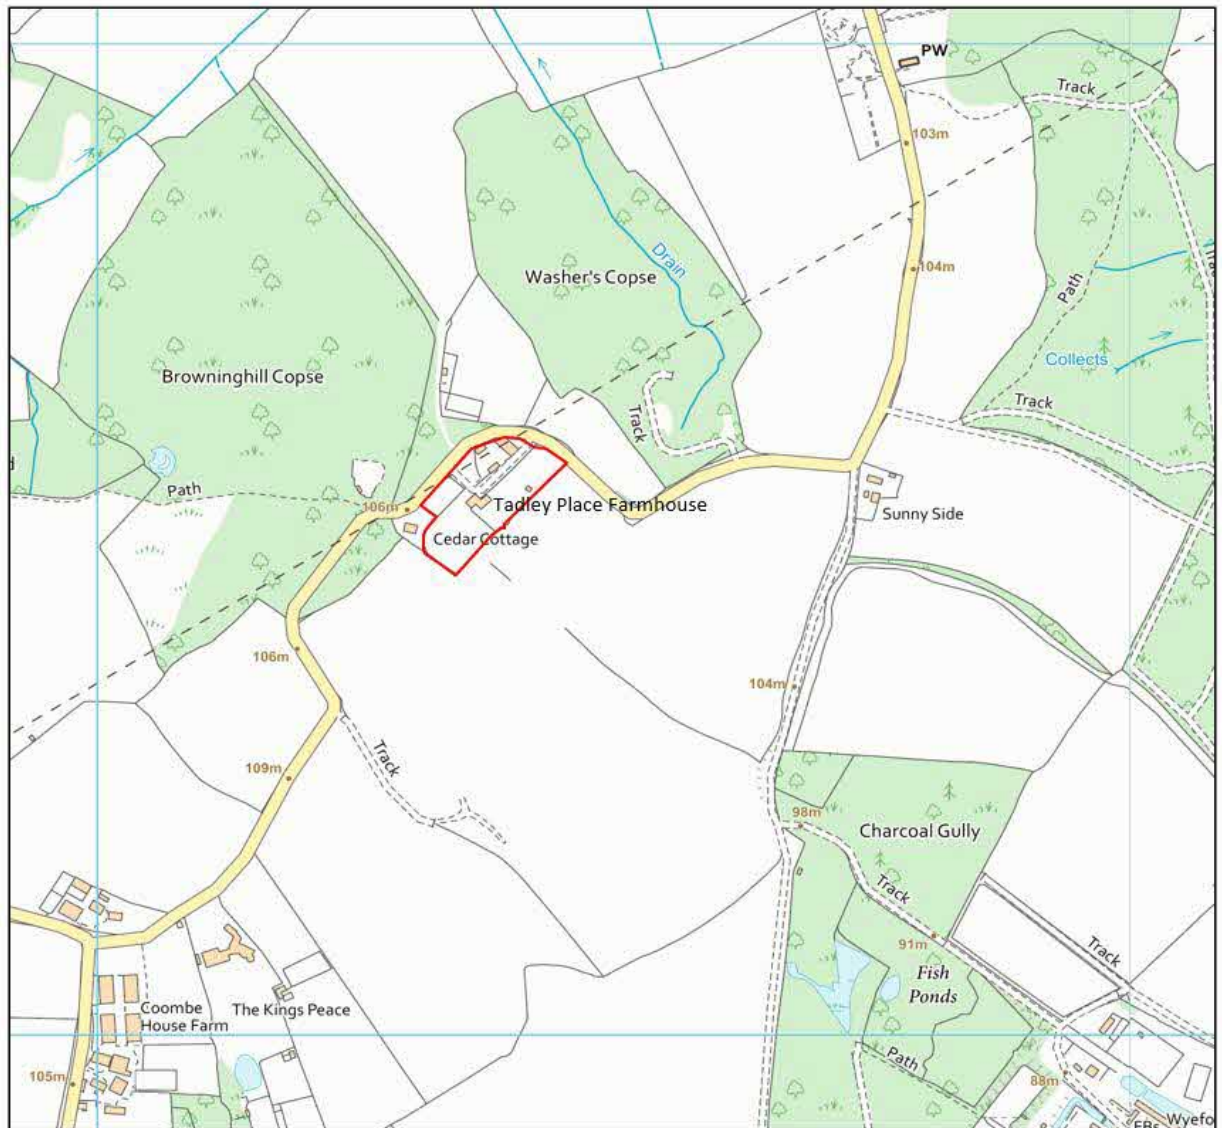 PW
Track
103m
Drain
Washer's Copse
104m
Path
Collects
Browninghill Copse
Track
Track
Path
106m
Tadley Place Farmhouse
Sunny Side
Cedar Cottage
106m
104m
Track
109m
98m
Charcoal Gully
Track
91m
Track
Fish
Ponds
Coombe
House Farm
The Kings Peace
Path
105m
88m